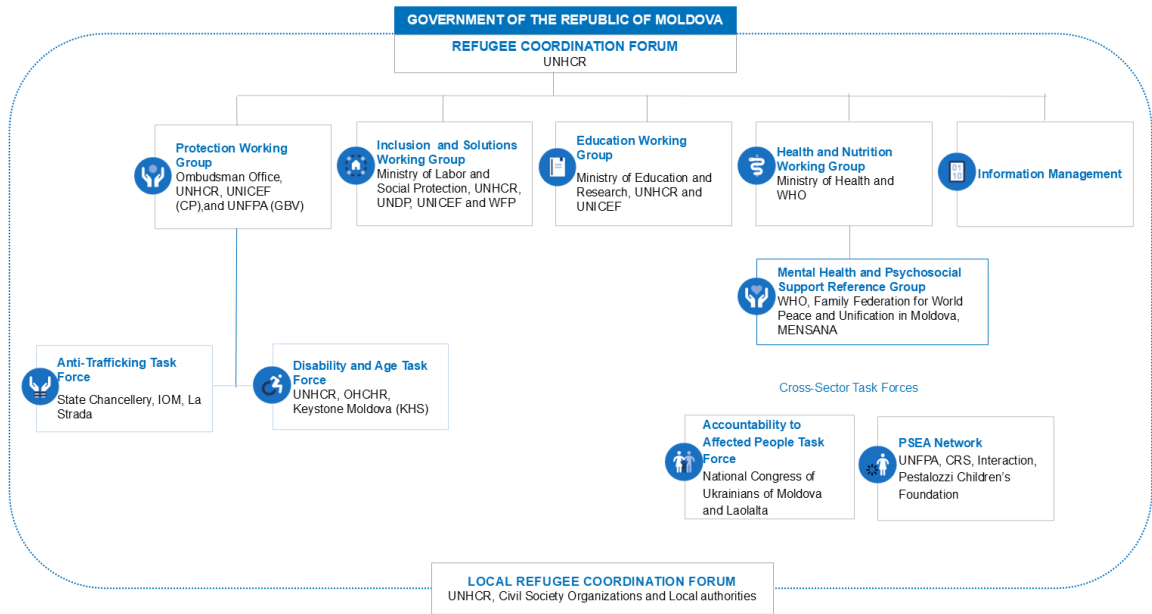 GOVERNMENT OF THE REPUBLIC OF MOLDOVA
REFUGEE COORDINATION FORUM
UNHCR
Protection Working
Group
Ombudsman Office,
UNHCR, UNICEF
(CP),and UNFPA (GBV)
Inclusion and Solutions
Working Group
Ministry of Labor and
Social Protection, UNHCR,
UNDP, UNICEF and WFP
Education Working
Group
Ministry of Education and
Research, UNHCR and
UNICEF
Health and Nutrition
Working Group
Ministry of Health and
WHO
01
10
Information Management
Mental Health and Psychosocial
Support Reference Group
WHO, Family Federation for World
Peace and Unification in Moldova,
MENSANA
Anti-Trafficking Task
Force
State Chancellery, IOM, La
Strada
Disability and Age Task
Force
UNHCR, OHCHR,
Keystone Moldova (KHS)
Cross-Sector Task Forces
Accountability to
Affected People Task
Force
National Congress of
Ukrainians of Moldova
and Laolalta
PSEA Network
UNFPA, CRS, Interaction,
Pestalozzi Children's
Foundation
LOCAL REFUGEE COORDINATION FORUM
UNHCR, Civil Society Organizations and Local authorities